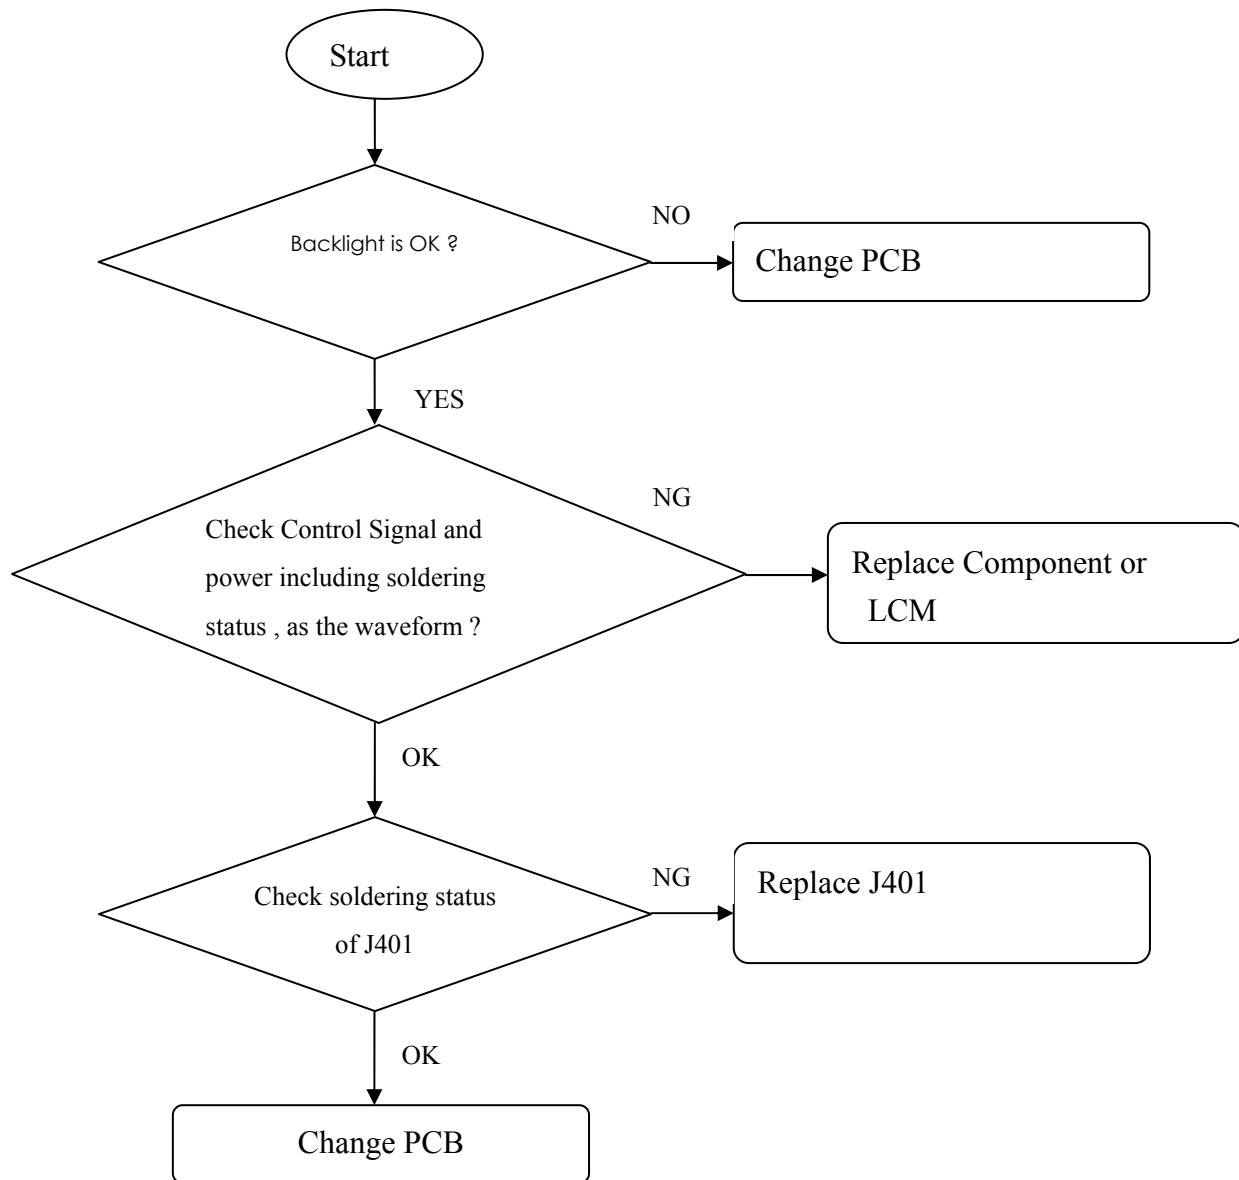 Start
Backlight is OK ?
NO
Change PCB
YES
NG
Check Control Signal and
power including soldering
status , as the waveform ?
Replace Component or
LCM
OK
Check soldering status
of J401
NG
Replace J401
OK
Change PCB